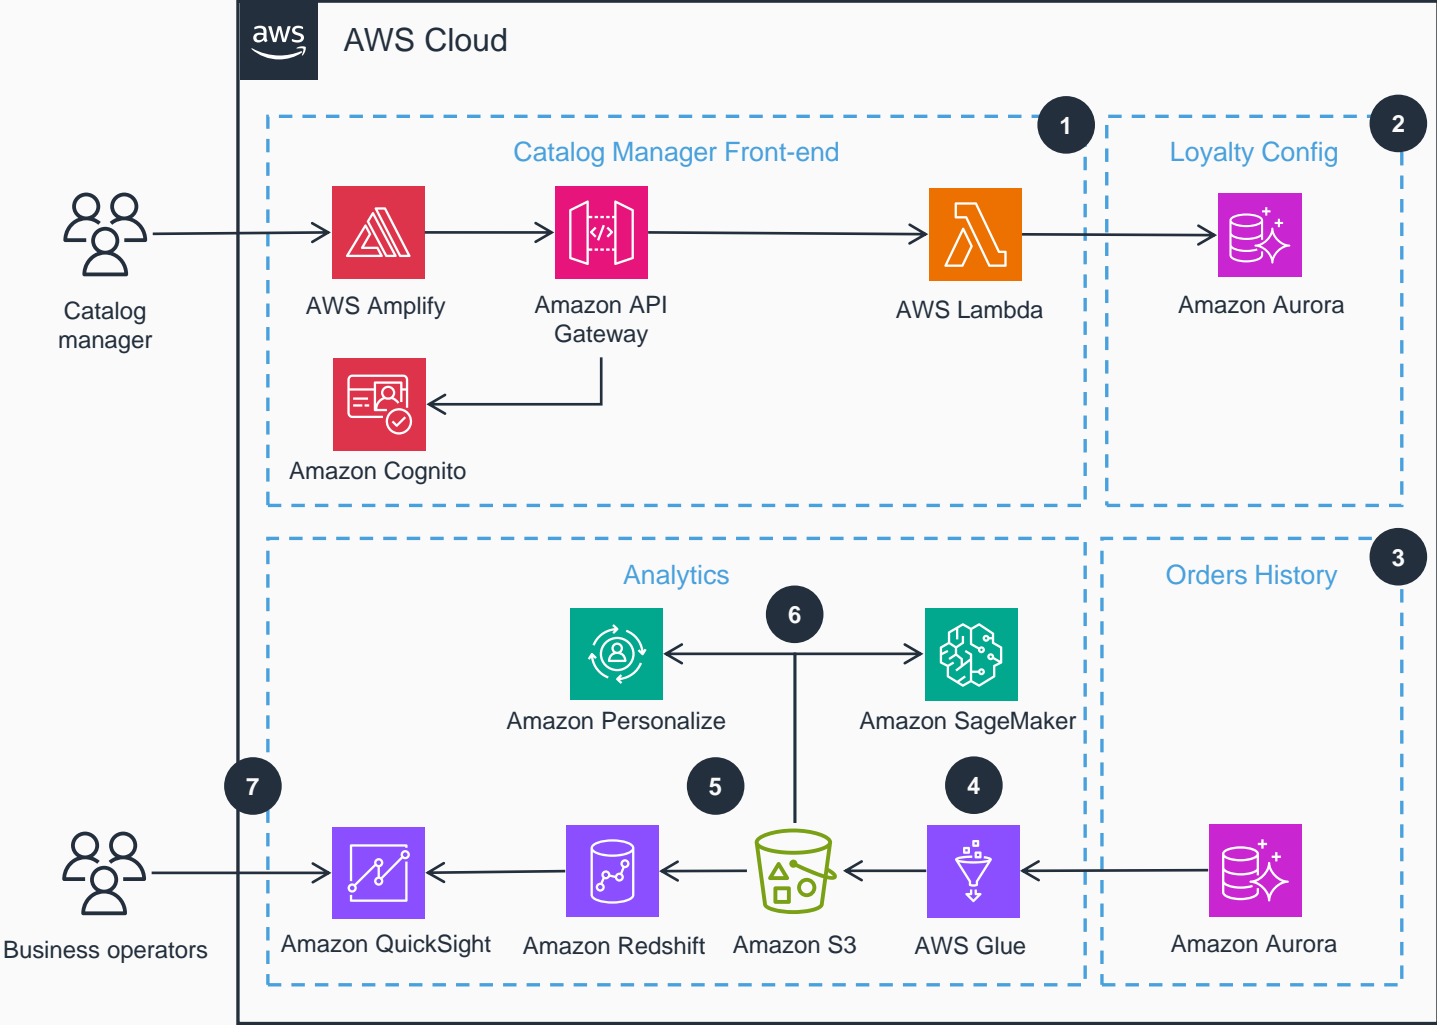 aws
AWS Cloud
1
2
Catalog Manager Front-end
Loyalty Config
</>
AWS Amplify
Amazon API
Gateway
AWS Lambda
Amazon Aurora
Catalog
manager
Amazon Cognito
3
Analytics
Orders History
6
Amazon Personalize
Amazon SageMaker
7
5
4
Business operators
Amazon QuickSight
Amazon Redshift
Amazon S3
AWS Glue
Amazon Aurora